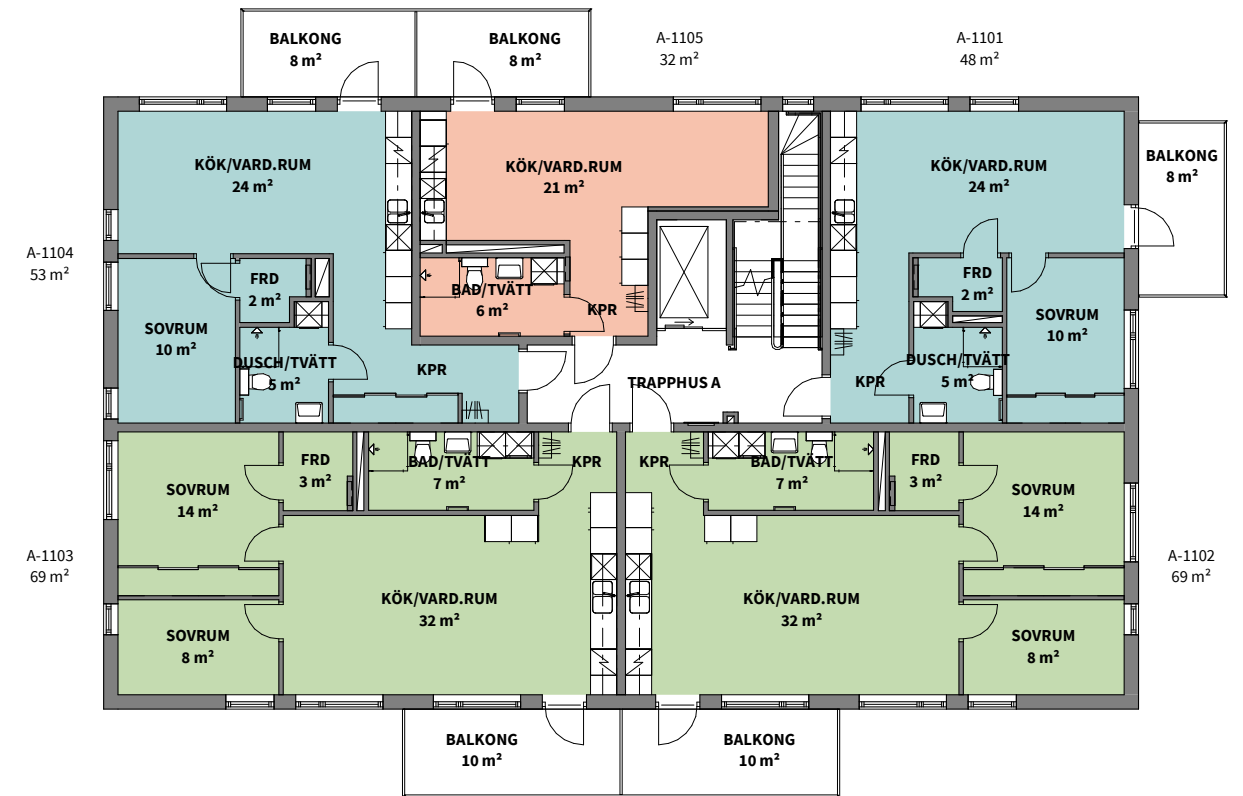 BALKONG
8 m²
BALKONG
8 m²
A-1105
32 m²
A-1101
48 m²
KÖK/VARD.RUM
24 m²
KÖK/VARD.RUM
21 m²
KÖK/VARD.RUM
24 m²
BALKONG
8 m²
A-1104
53 m²
FRD
2 m²
BAD/TVÄTT
6 m²
KPR
FRD
2 m²
SOVRUM
10 m²
SOVRUM
10 m²
DUSCH/TVÄTT
5 m²
KPR
TRAPPHUS A
KPR
DUSCH/TVÄTT
5 m²
SOVRUM
14 m²
FRD
3 m²
BAD/TVÄTT
7 m²
KPR
KPR
BAD/TVÄTT
7 m²
FRD
3 m²
SOVRUM
14 m²
A-1103
69 m²
A-1102
69 m²
KÖK/VARD.RUM
32 m²
KÖK/VARD.RUM
32 m²
SOVRUM
8 m²
SOVRUM
8 m²
BALKONG
10 m²
BALKONG
10 m²